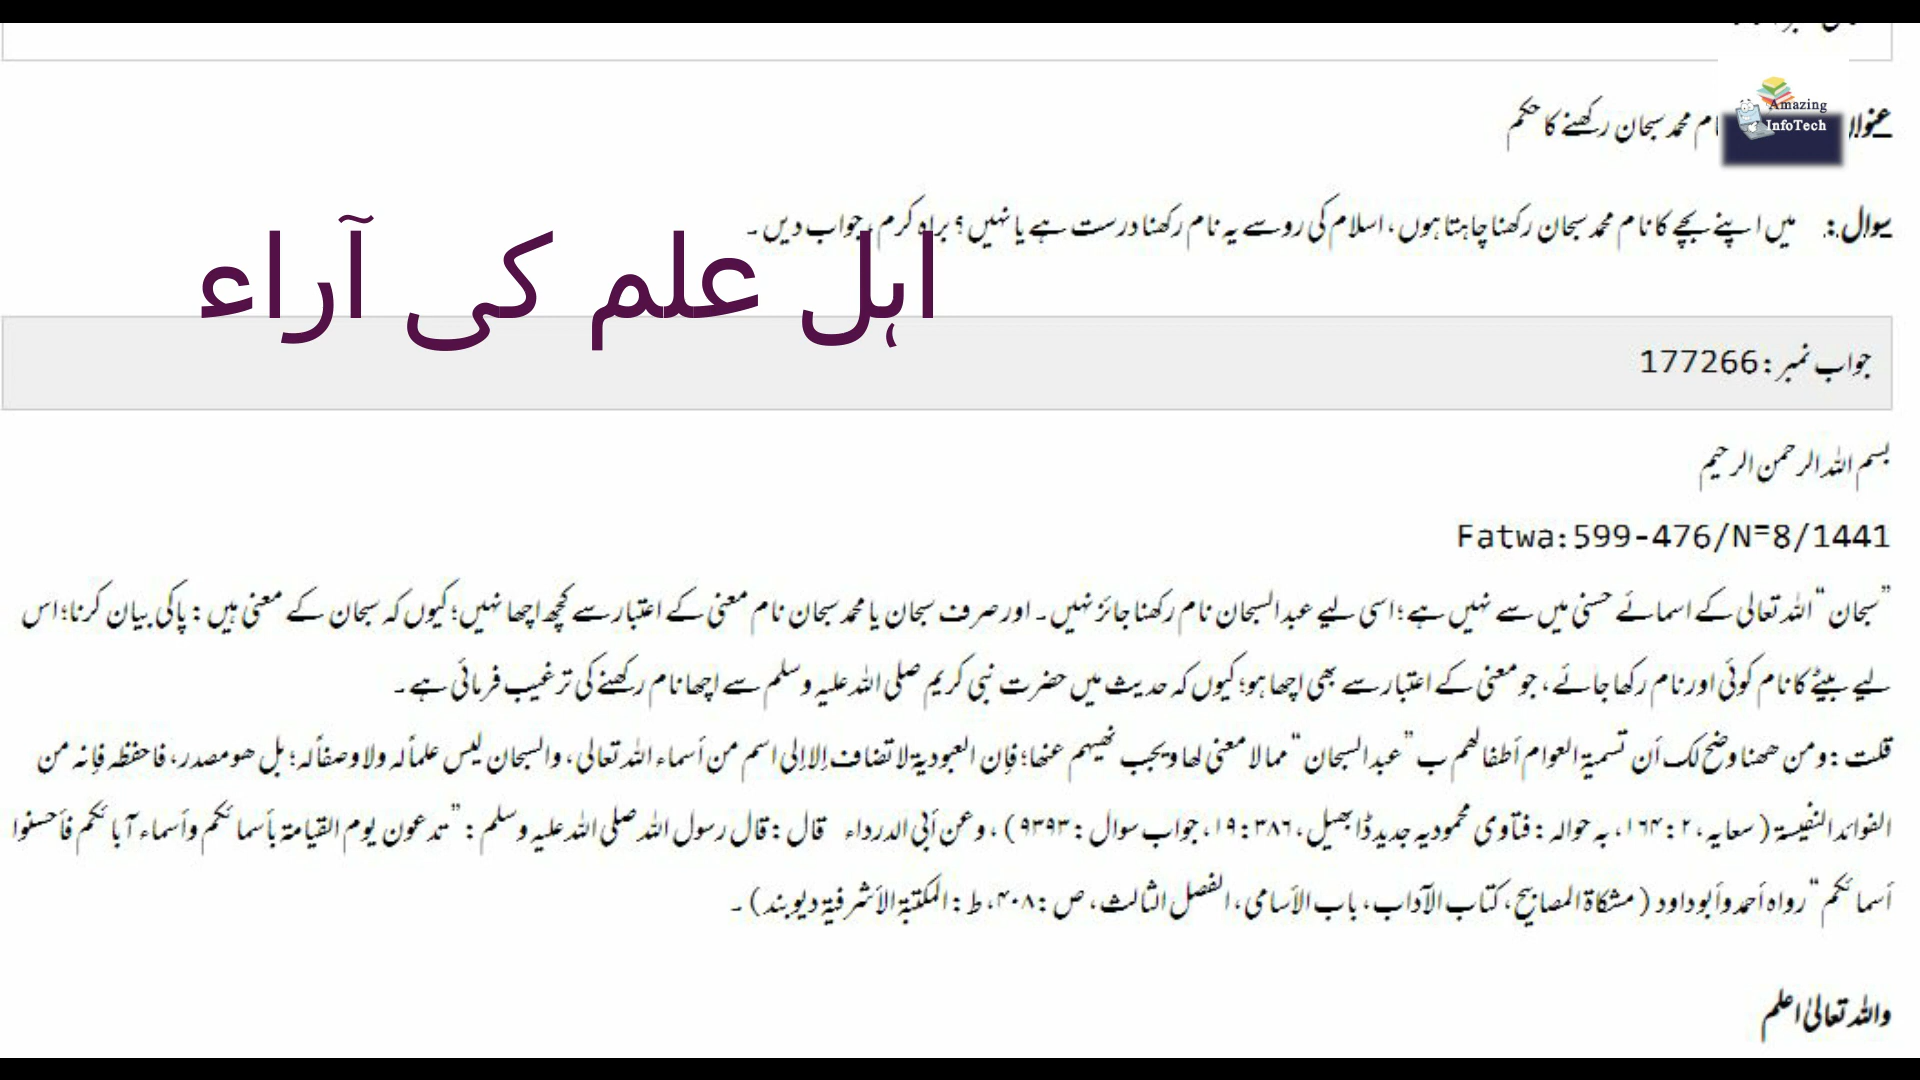 Amazing
InfoTech
نام محمد سبحان رکھنے کا حکم
سوال: میں اپنے بچے کا نام محمد سبحان رکھنا چاہتا ہوں، اسلام کی رو سے یہ نام رکھنا درست ہے یا نہیں؟ براہ کرم، جواب دیں۔
اہل علم کی آراء
جواب نمبر: 177266
بسم الله الرحمن الرحيم
Fatwa:599-476/N=8/1441
”سبحان“ اللہ تعالی کے اسمائے حسنی میں سے نہیں ہے؛ اسی لیے عبد السبحان نام رکھنا جائز نہیں۔ اور صرف سبحان یا محمد سبحان نام معنی کے اعتبار سے کچھ اچھا نہیں؛ کیوں کہ سبحان کے معنی ہیں: پاکی بیان کرنا؛ اس
لیے بیٹے کا نام کوئی اور نام رکھا جائے، جو معنی کے اعتبار سے بھی اچھا ہو؛ کیوں کہ حدیث میں حضرت نبی کریم صلی اللہ علیہ وسلم سے اچھا نام رکھنے کی ترغیب فرمائی ہے۔
قلت: ومن ههنا وضح لك أن تسمية العوام أطفالهم ب ”عبد السبحان“ مما لا معنى لها ويجب نهيهم عنها؛ فإن العبودية لا تضاف إلا إلى اسم من أسماء الله تعالى، والسبحان ليس علماً له ولا وصفاً له؛ بل هو مصدر، فاحفظه فإنه من
الفوائد النفيسة (سعایہ، ۲: ۱۶۴، بہ حوالہ: فتاوی محمودیہ جدید ڈابھیل، ۱۹: ۳۸۶، جواب سوال: ۹۳۹۳)، وعن أبي الدرداء قال: قال رسول الله صلى الله عليه وسلم: ”تدعون يوم القيامة بأسمائكم وأسماء آبائكم فأحسنوا
أسمائكم“ رواه أحمد وأبو داود (مشكاة المصابيح، كتاب الآداب، باب الأسامي، الفصل الثالث، ص: ۴۰۸، ط: المكتبة الأشرفية ديوبند)۔
واللہ تعالیٰ اعلم